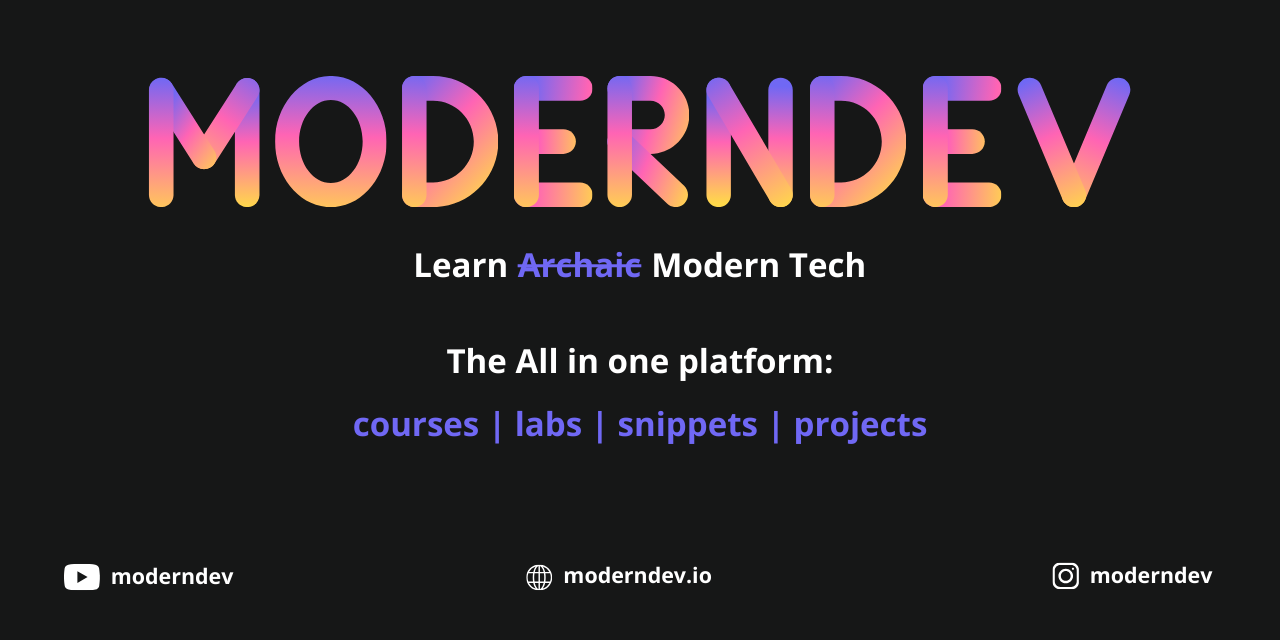 MODERNDEV
Learn Archaic Modern Tech
The All in one platform:
courses | labs | snippets | projects
moderndev
moderndev.io
moderndev